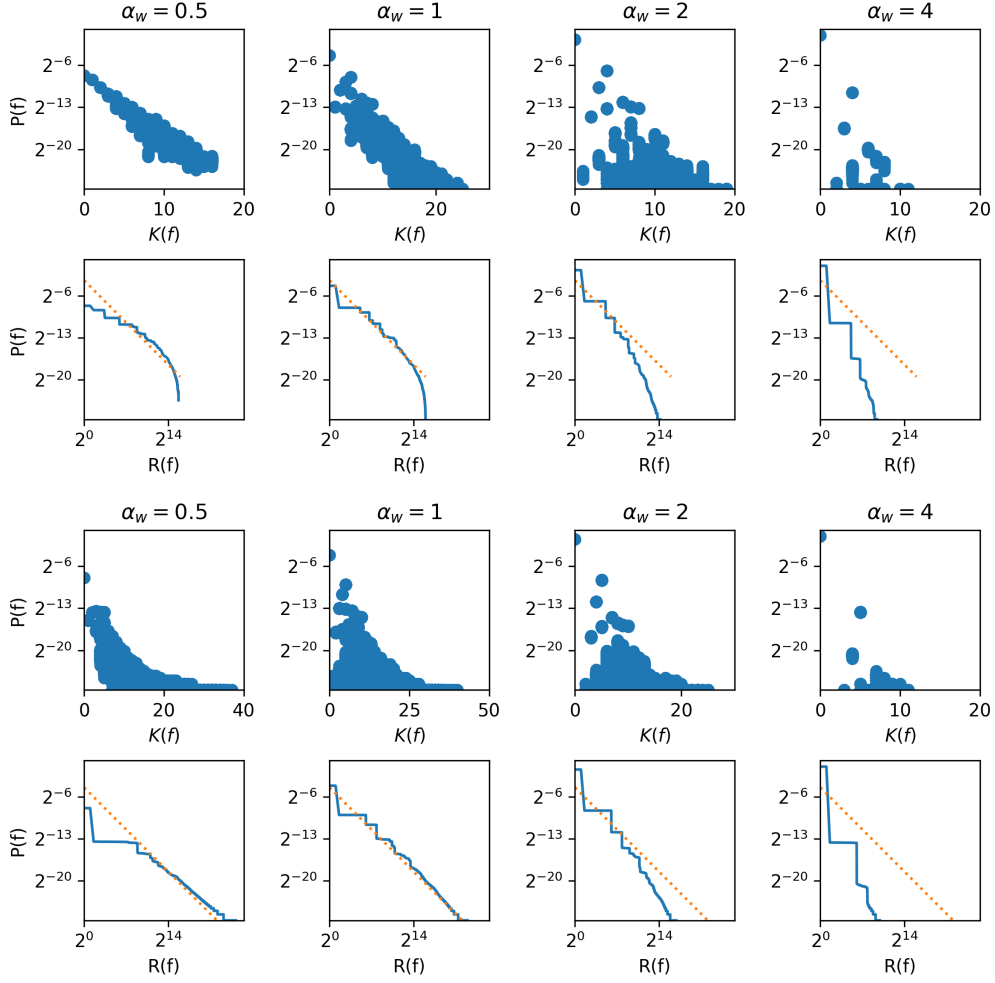 α_w = 0.5 α_w = 1 α_w = 2 α_w = 4
P(f) 2^−6 2^−13 2^−20 2^−6 2^−13 2^−20 2^−6 2^−13 2^−20 2^−6 2^−13 2^−20
0 10 20 0 20 0 10 20 0 10 20
K(f) K(f) K(f) K(f)
P(f) 2^−6 2^−13 2^−20 2^−6 2^−13 2^−20 2^−6 2^−13 2^−20 2^−6 2^−13 2^−20
2^0 2^14 2^0 2^14 2^0 2^14 2^0 2^14
R(f) R(f) R(f) R(f)
α_w = 0.5 α_w = 1 α_w = 2 α_w = 4
P(f) 2^−6 2^−13 2^−20 2^−6 2^−13 2^−20 2^−6 2^−13 2^−20 2^−6 2^−13 2^−20
0 20 40 0 25 50 0 20 0 10 20
K(f) K(f) K(f) K(f)
P(f) 2^−6 2^−13 2^−20 2^−6 2^−13 2^−20 2^−6 2^−13 2^−20 2^−6 2^−13 2^−20
2^0 2^14 2^0 2^14 2^0 2^14 2^0 2^14
R(f) R(f) R(f) R(f)